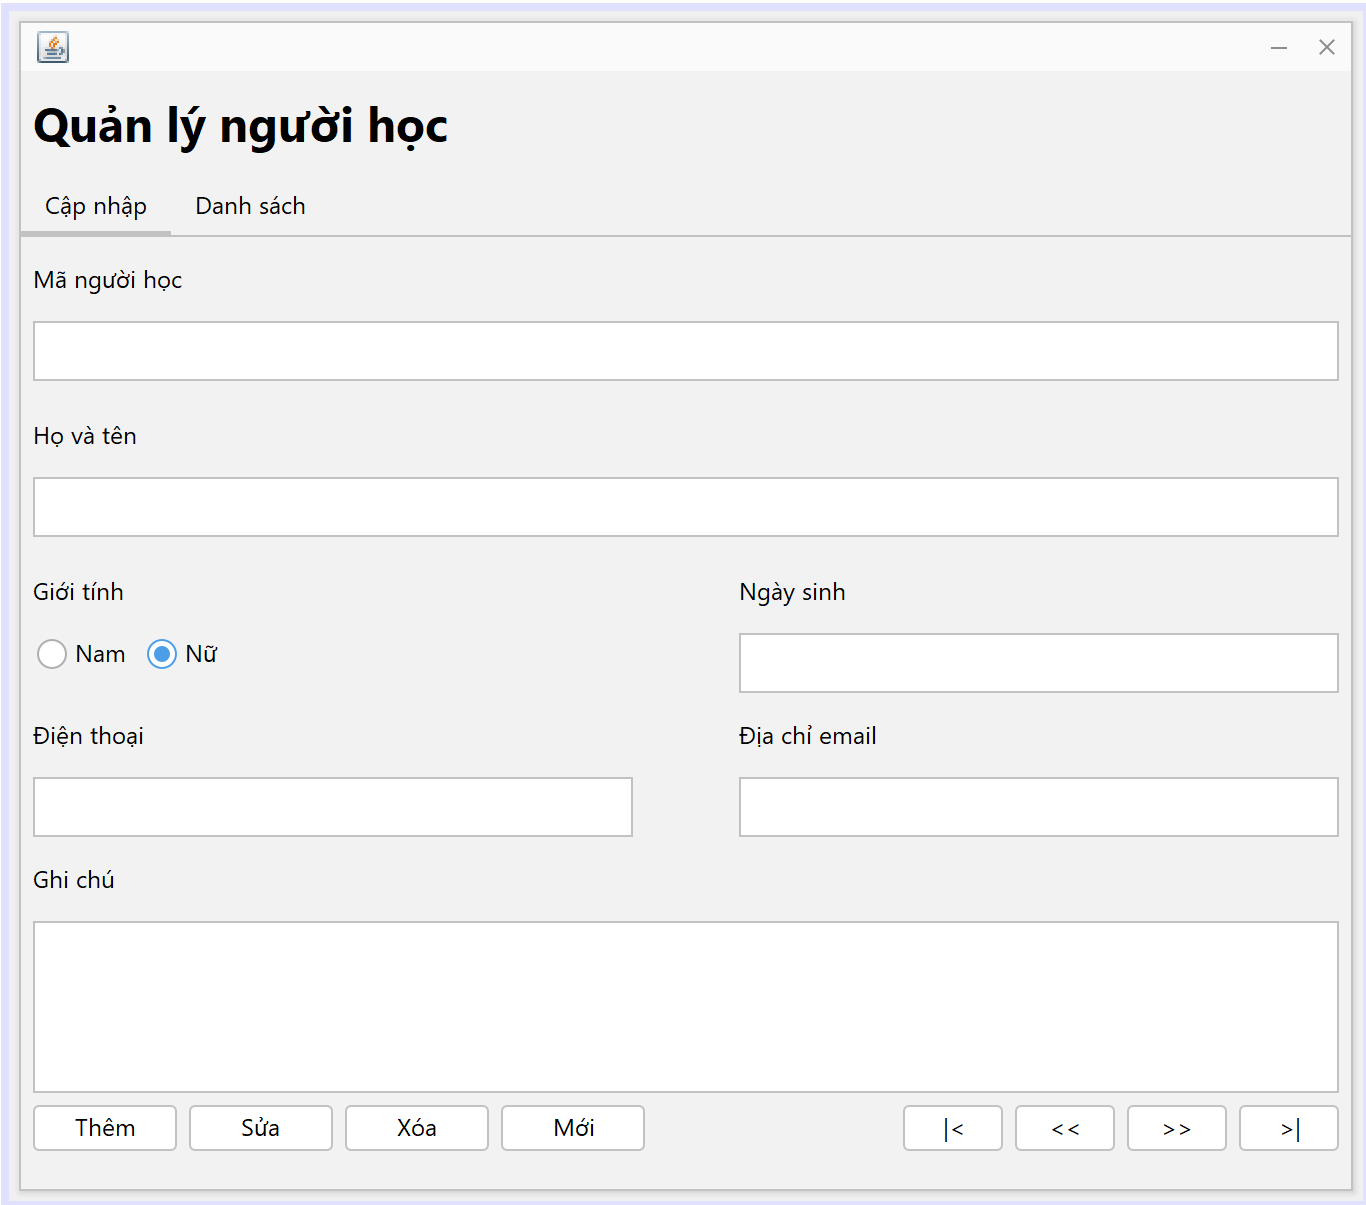 Quản lý người học
Cập nhập Danh sách
Mã người học
Họ và tên
Giới tính Ngày sinh
Nam Nữ
Điện thoại Địa chỉ email
Ghi chú
Thêm Sửa Xóa Mới |< << >> >|